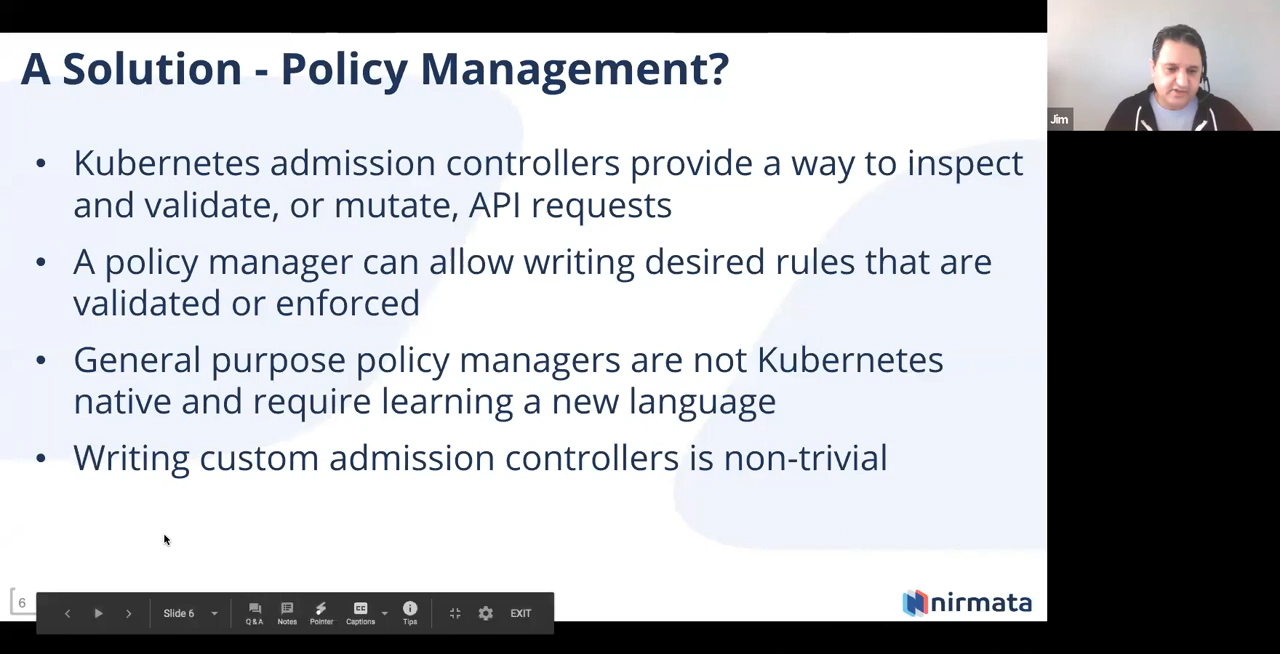 A Solution - Policy Management?
Jim
• Kubernetes admission controllers provide a way to inspect
and validate, or mutate, API requests
• A policy manager can allow writing desired rules that are
validated or enforced
• General purpose policy managers are not Kubernetes
native and require learning a new language
• Writing custom admission controllers is non-trivial
6
Slide 6
Q & A
Notes
Pointer
CC
Captions
Tips
EXIT
nirmata